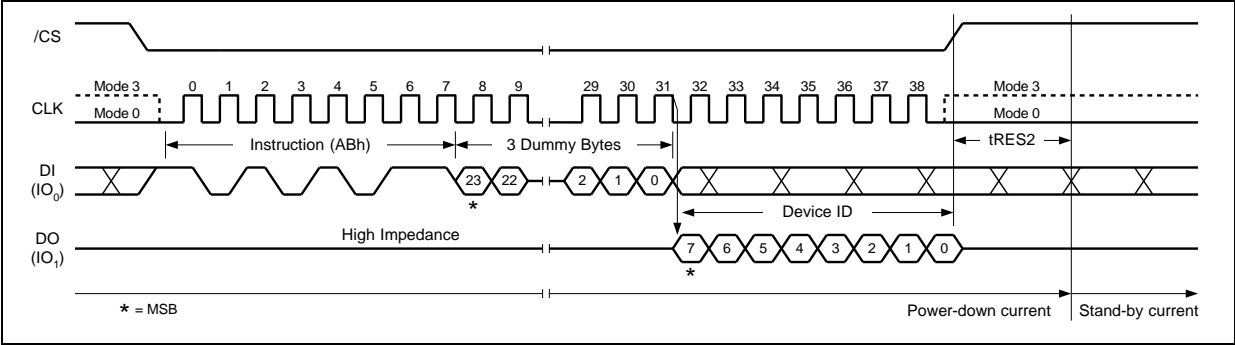 /CS
Mode 3 0 1 2 3 4 5 6 7 8 9 29 30 31 32 33 34 35 36 37 38 Mode 3
CLK
Mode 0 Mode 0
Instruction (ABh) 3 Dummy Bytes tRES2
DI
(IO0)
23 22 2 1 0
*
Device ID
High Impedance
DO
(IO1)
7 6 5 4 3 2 1 0
*
* = MSB Power-down current Stand-by current